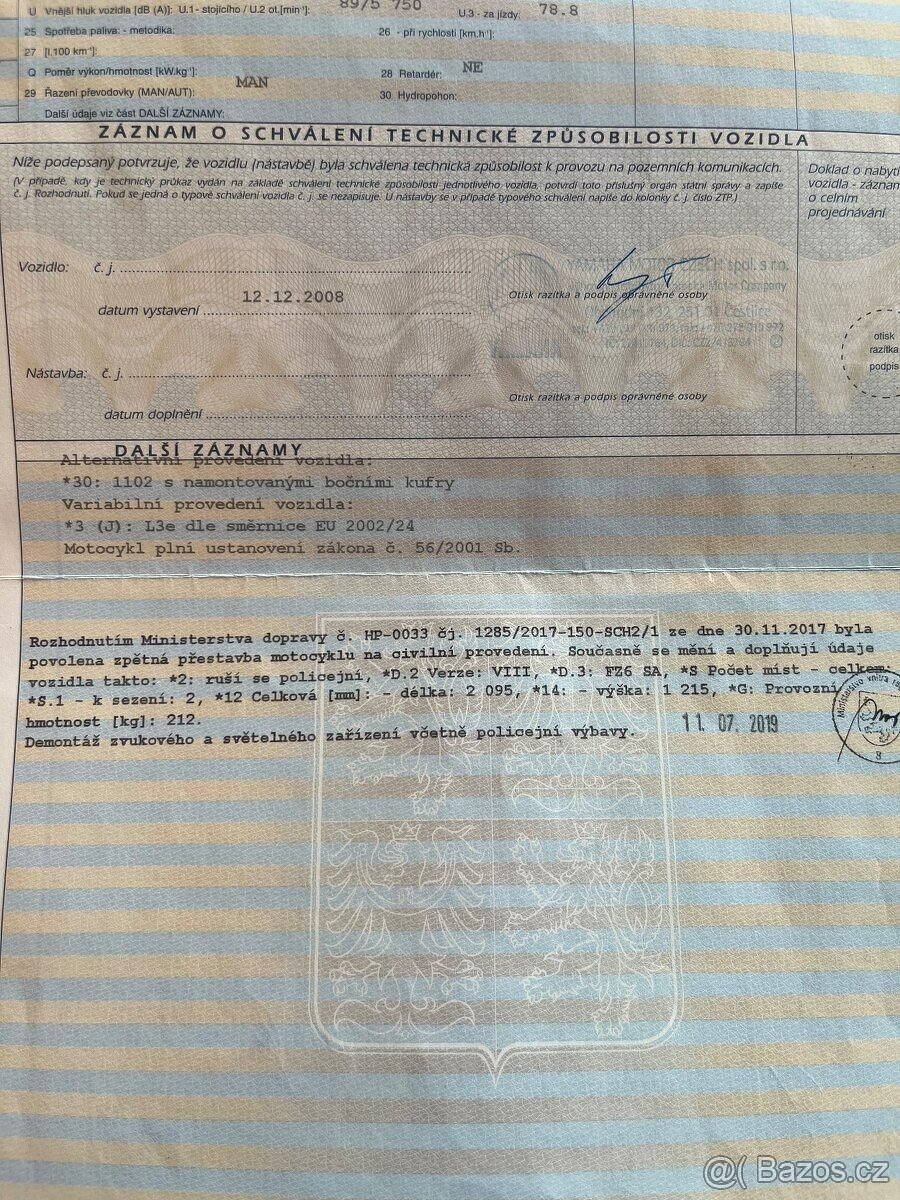 U Vnější hluk vozidla [dB (A)]: U.1- stojícího / U.2 ot.[min⁻¹]: 89/5 750 U.3 - za jízdy: 78.8
25 Spotřeba paliva: - metodika: 26 - při rychlosti [km.h⁻¹]:
27 [l.100 km⁻¹]:
Q Poměr výkon/hmotnost [kW.kg⁻¹]: 28 Retardér: NE
29 Řazení převodovky (MAN/AUT): MAN 30 Hydropohon:
Další údaje viz část DALŠÍ ZÁZNAMY:
ZÁZNAM O SCHVÁLENÍ TECHNICKÉ ZPŮSOBILOSTI VOZIDLA
Níže podepsaný potvrzuje, že vozidlu (nástavbě) byla schválena technická způsobilost k provozu na pozemních komunikacích.
(V případě, kdy je technický průkaz vydán na základě schválení technické způsobilosti jednotlivého vozidla, potvrdí toto příslušný orgán státní správy a zapíše
č. j. Rozhodnutí. Pokud se jedná o typové schválení vozidla č. j. se nezapisuje. U nástavby se v případě typového schválení napíše do kolonky č. j. číslo ZTP.)
Doklad o nabytí
vozidla - záznam
o celním
projednávání
Vozidlo: č. j.
YAMAHA MOTOR CZECH spol. s r.o.
Motor Company
datum vystavení 12.12.2008
Otisk razítka a podpis oprávněné osoby
251 01 Čestlice
otisk
razítka
podpis
Nástavba: č. j.
Otisk razítka a podpis oprávněné osoby
datum doplnění
DALŠÍ ZÁZNAMY
Alternativní provedení vozidla:
*30: 1102 s namontovanými bočními kufry
Variabilní provedení vozidla:
*3 (J): L3e dle směrnice EU 2002/24
Motocykl plní ustanovení zákona č. 56/2001 Sb.
Rozhodnutím Ministerstva dopravy č. HP-0033 čj. 1285/2017-150-SCH2/1 ze dne 30.11.2017 byla
povolena zpětná přestavba motocyklu na civilní provedení. Současně se mění a doplňují údaje
vozidla takto: *2: ruší se policejní, *D.2 Verze: VIII, *D.3: FZ6 SA, *S Počet míst - celkem:
*S.1 - k sezení: 2, *12 Celková [mm]: - délka: 2 095, *14: - výška: 1 215, *G: Provozní
hmotnost [kg]: 212.
Demontáž zvukového a světelného zařízení včetně policejní výbavy.
11. 07. 2019
Ministerstvo vnitra
8
@( Bazos.cz